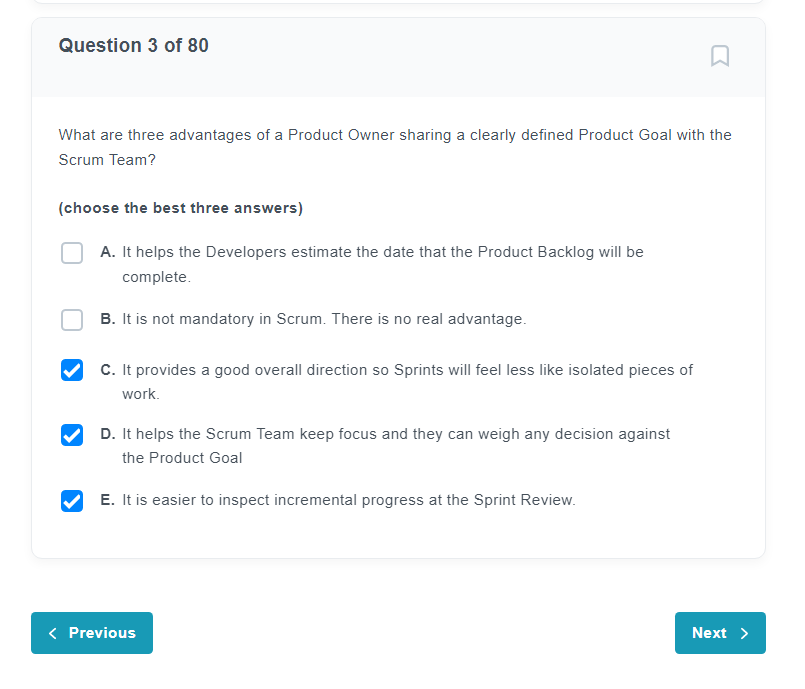 Question 3 of 80
What are three advantages of a Product Owner sharing a clearly defined Product Goal with the
Scrum Team?
(choose the best three answers)
A. It helps the Developers estimate the date that the Product Backlog will be
complete.
B. It is not mandatory in Scrum. There is no real advantage.
C. It provides a good overall direction so Sprints will feel less like isolated pieces of
work.
D. It helps the Scrum Team keep focus and they can weigh any decision against
the Product Goal
E. It is easier to inspect incremental progress at the Sprint Review.
Previous
Next